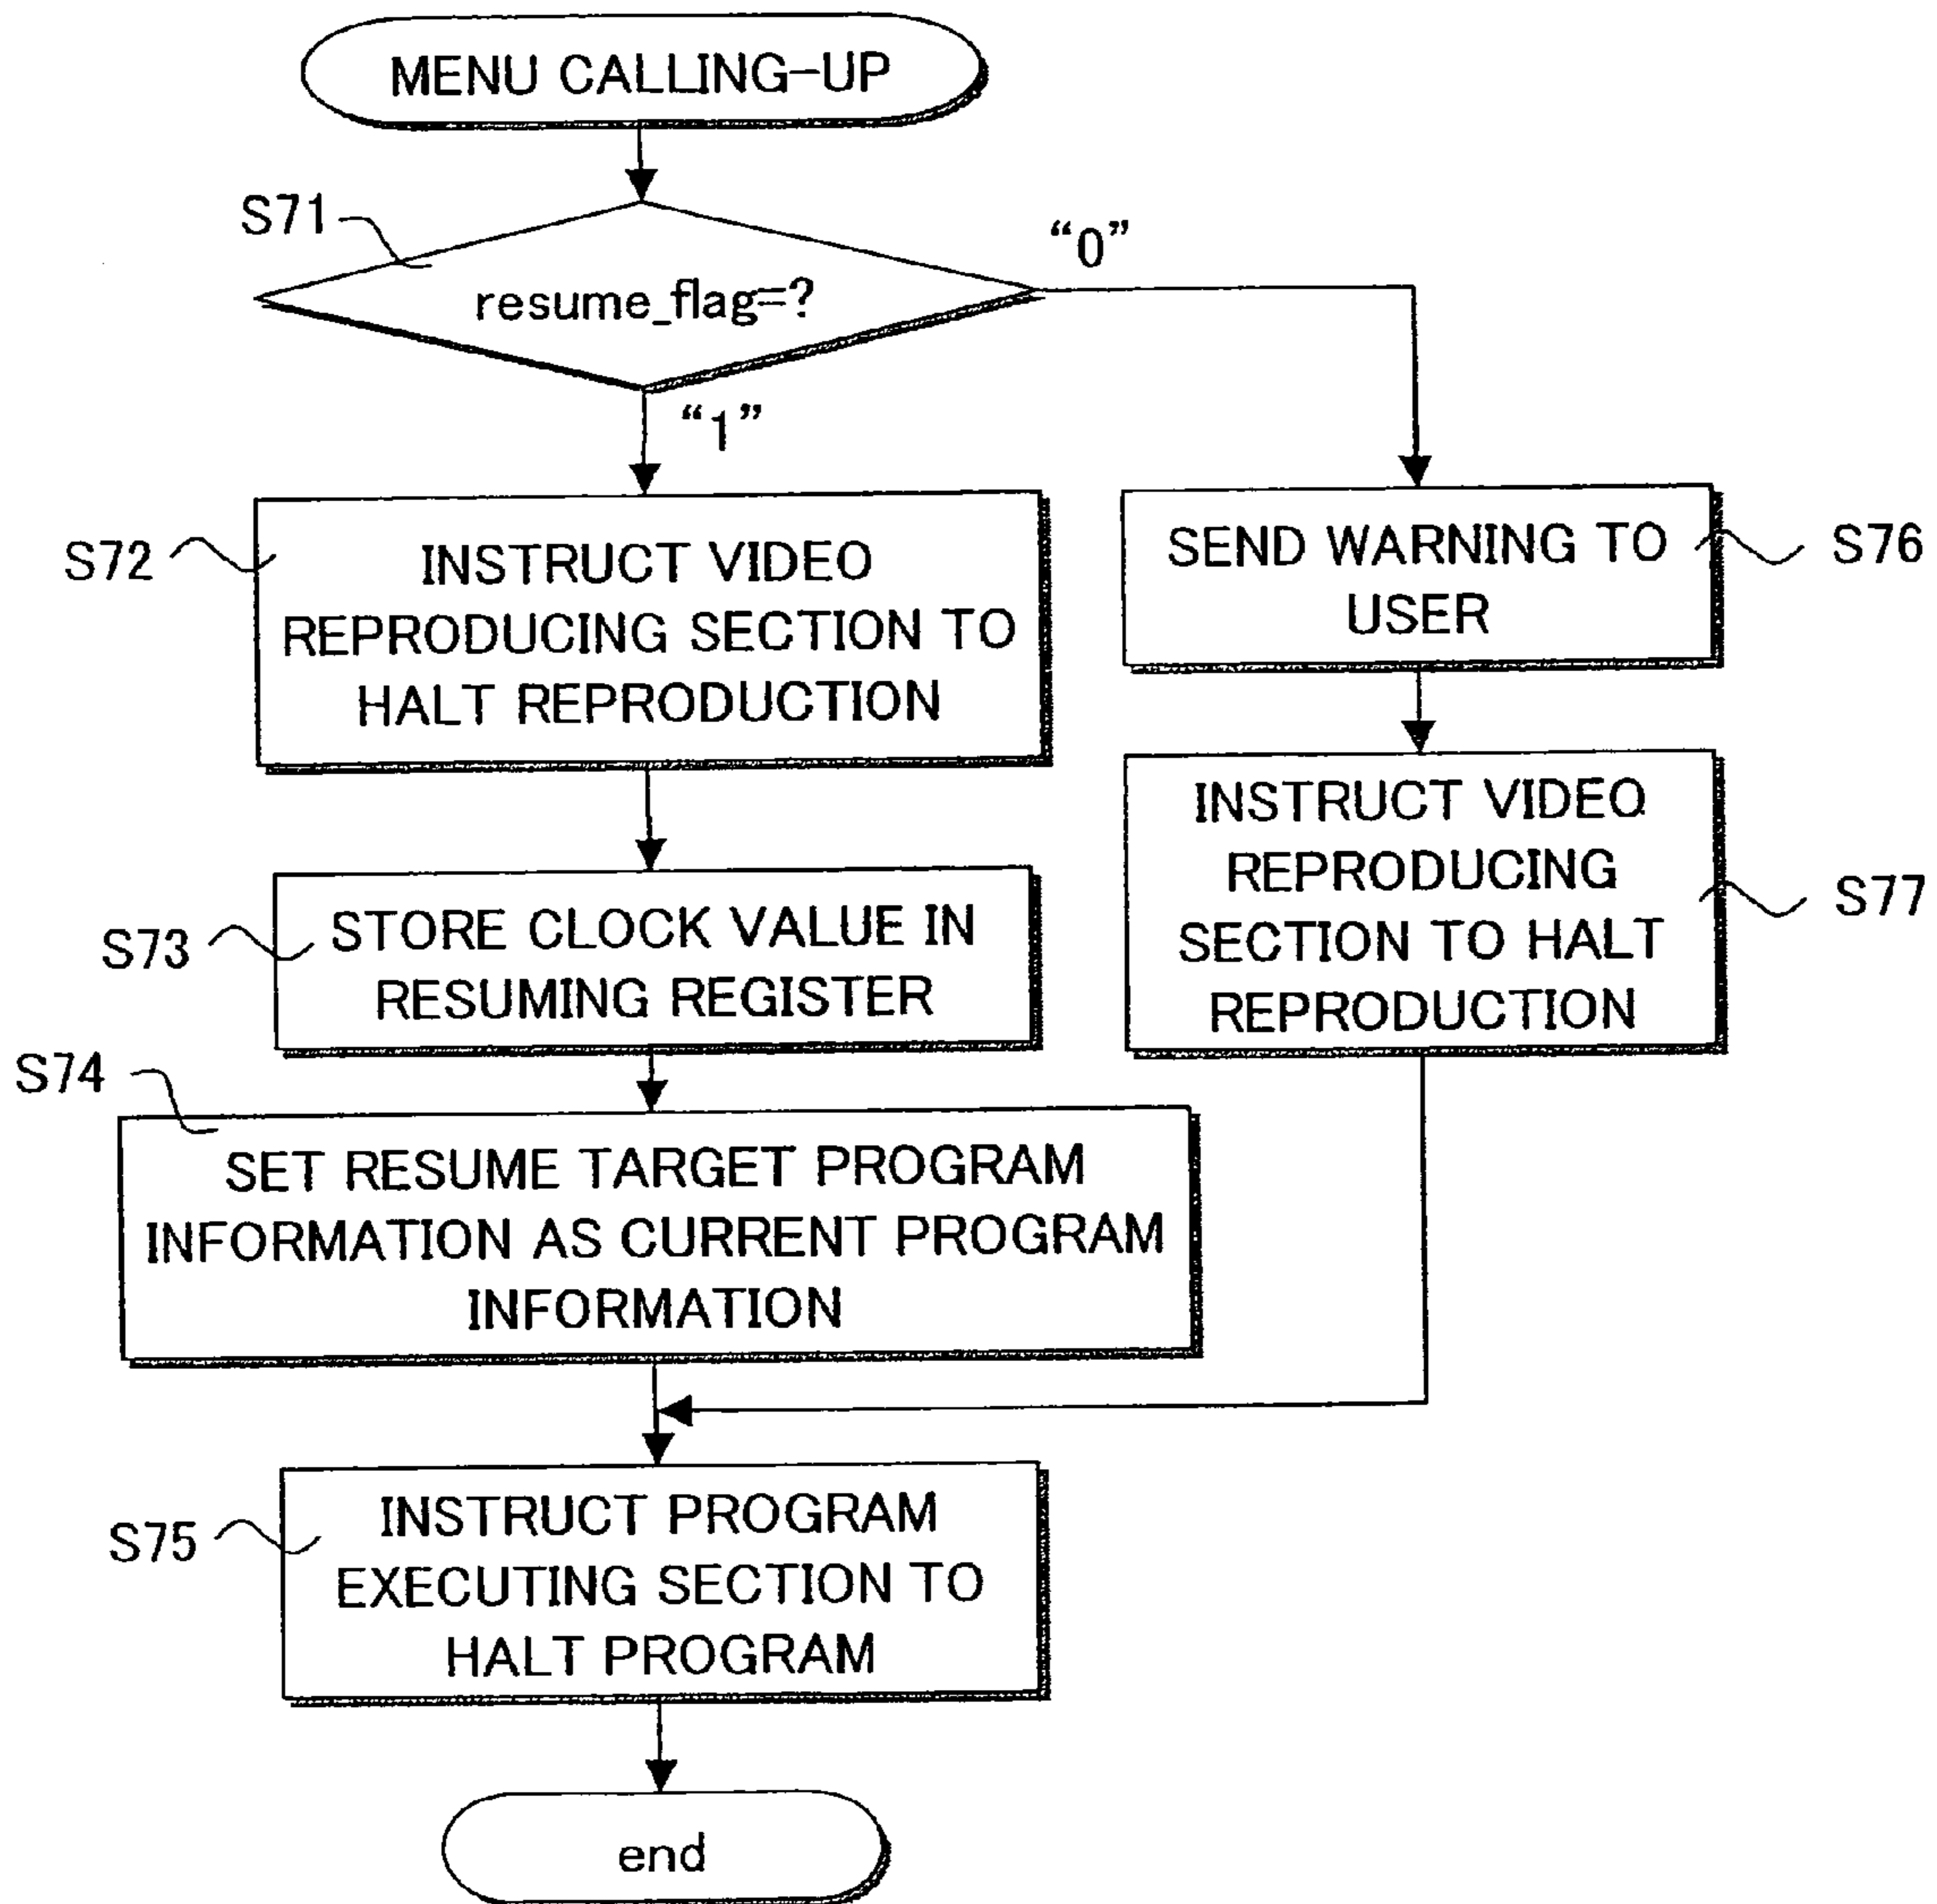 MENU CALLING-UP
S71
resume_flag=?
“0”
“1”
S72
INSTRUCT VIDEO
REPRODUCING SECTION TO
HALT REPRODUCTION
SEND WARNING TO
USER
S76
S73
STORE CLOCK VALUE IN
RESUMING REGISTER
INSTRUCT VIDEO
REPRODUCING
SECTION TO HALT
REPRODUCTION
S77
S74
SET RESUME TARGET PROGRAM
INFORMATION AS CURRENT PROGRAM
INFORMATION
S75
INSTRUCT PROGRAM
EXECUTING SECTION TO
HALT PROGRAM
end